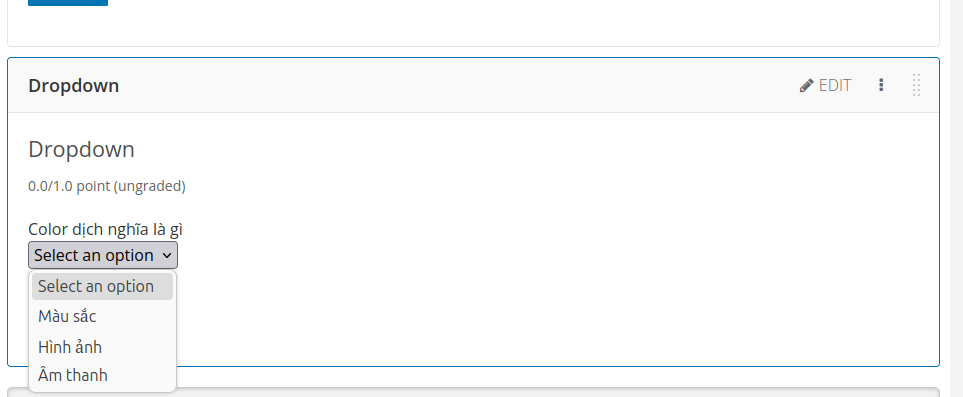 Dropdown
EDIT
Dropdown
0.0/1.0 point (ungraded)
Color dịch nghĩa là gì
Select an option
Select an option
Màu sắc
Hình ảnh
Âm thanh